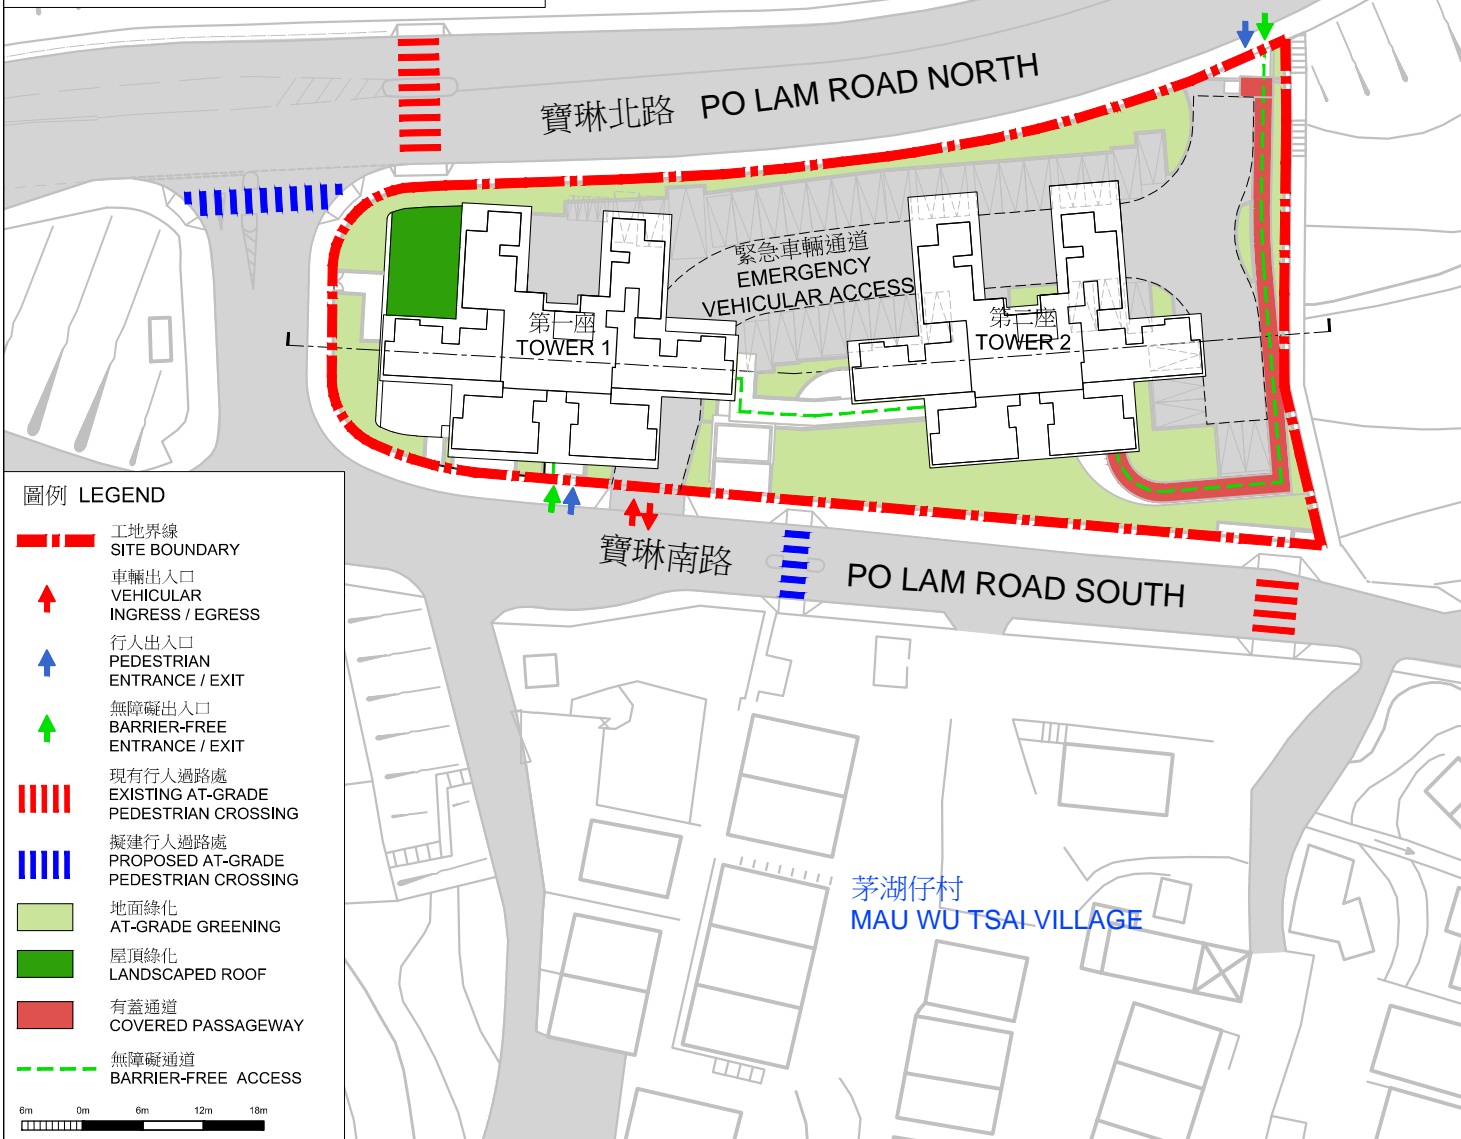 寶琳北路 PO LAM ROAD NORTH
緊急車輛通道
EMERGENCY
VEHICULAR ACCESS
第一座
TOWER 1
第二座
TOWER 2
寶琳南路 PO LAM ROAD SOUTH
茅湖仔村
MAU WU TSAI VILLAGE
圖例 LEGEND
工地界線
SITE BOUNDARY
車輛出入口
VEHICULAR
INGRESS / EGRESS
行人出入口
PEDESTRIAN
ENTRANCE / EXIT
無障礙出入口
BARRIER-FREE
ENTRANCE / EXIT
現有行人過路處
EXISTING AT-GRADE
PEDESTRIAN CROSSING
擬建行人過路處
PROPOSED AT-GRADE
PEDESTRIAN CROSSING
地面綠化
AT-GRADE GREENING
屋頂綠化
LANDSCAPED ROOF
有蓋通道
COVERED PASSAGEWAY
無障礙通道
BARRIER-FREE ACCESS
6m 0m 6m 12m 18m